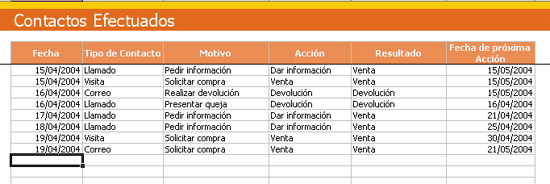 Contactos Efectuados
Fecha Tipo de Contacto Motivo Acción Resultado Fecha de próxima Acción
15/04/2004 Llamado Pedir información Dar información Venta 15/05/2004
15/04/2004 Visita Solicitar compra Venta Venta 15/05/2004
16/04/2004 Correo Realizar devolución Devolución Devolución 15/05/2004
16/04/2004 Llamado Presentar queja Devolución Devolución 16/04/2004
17/04/2004 Llamado Pedir información Dar información Venta 21/04/2004
18/04/2004 Llamado Pedir información Dar información Venta 25/04/2004
19/04/2004 Visita Solicitar compra Venta Venta 30/04/2004
19/04/2004 Correo Solicitar compra Venta Venta 21/05/2004